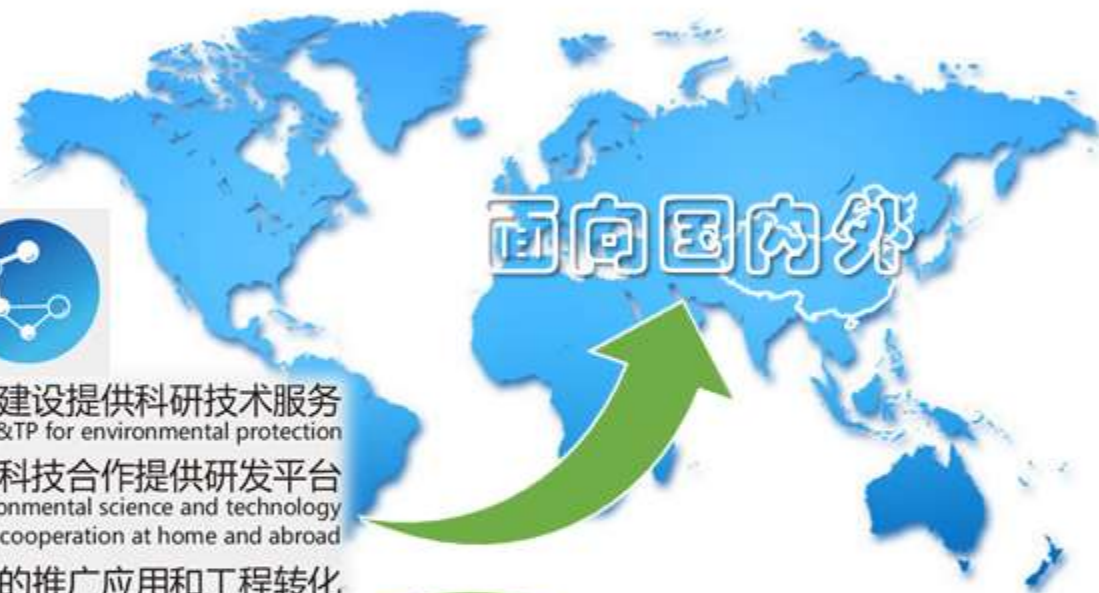 面向国内外
建设提供科研技术服务
&TP for environmental protection
科技合作提供研发平台
onmental science and technology
cooperation at home and abroad
的推广应用和工程转化